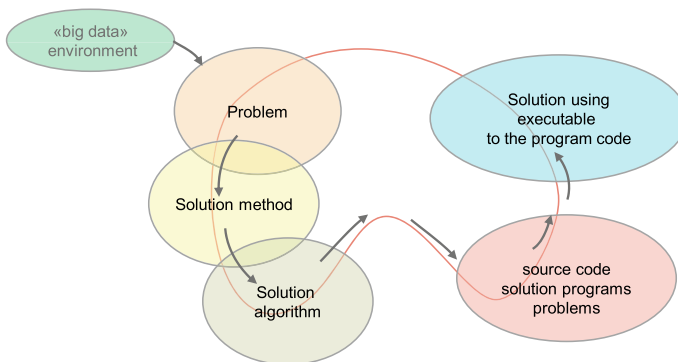 «big data»
environment
Problem
Solution method
Solution
algorithm
Solution using
executable
to the program code
source code
solution programs
problems